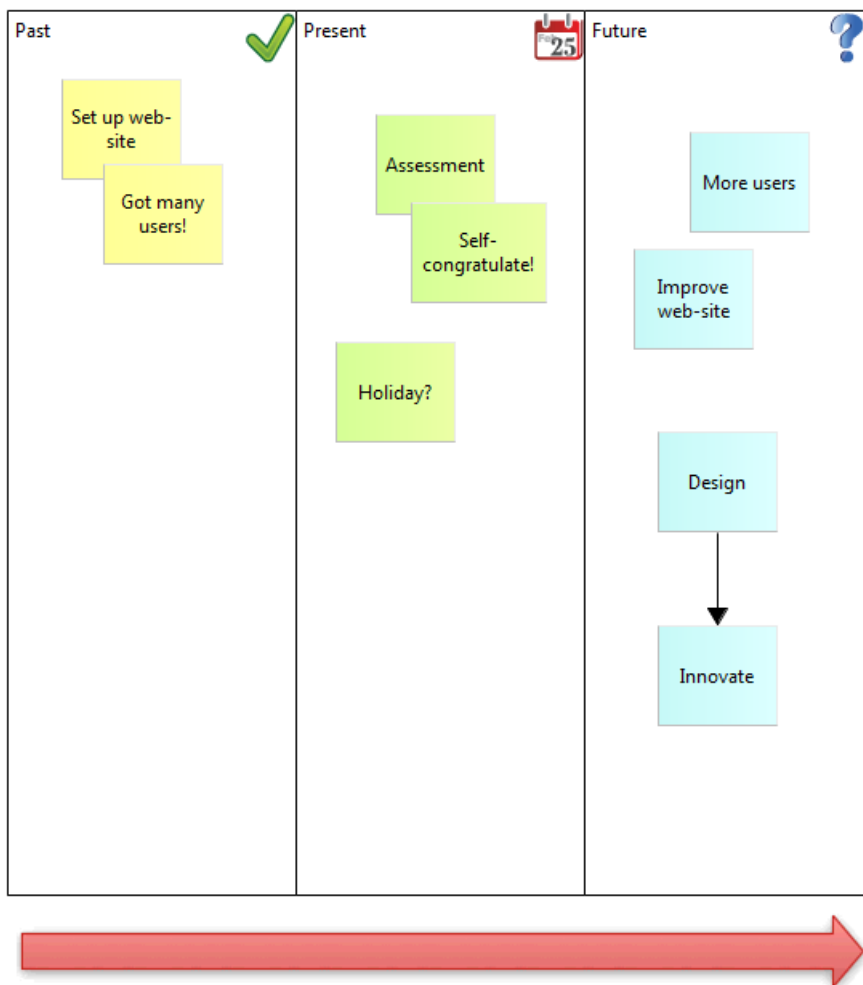 Past
Set up web-
site
Got many
users!
Present
Feb
25
Assessment
Self-
congratulate!
Holiday?
Future
More users
Improve
web-site
Design
Innovate